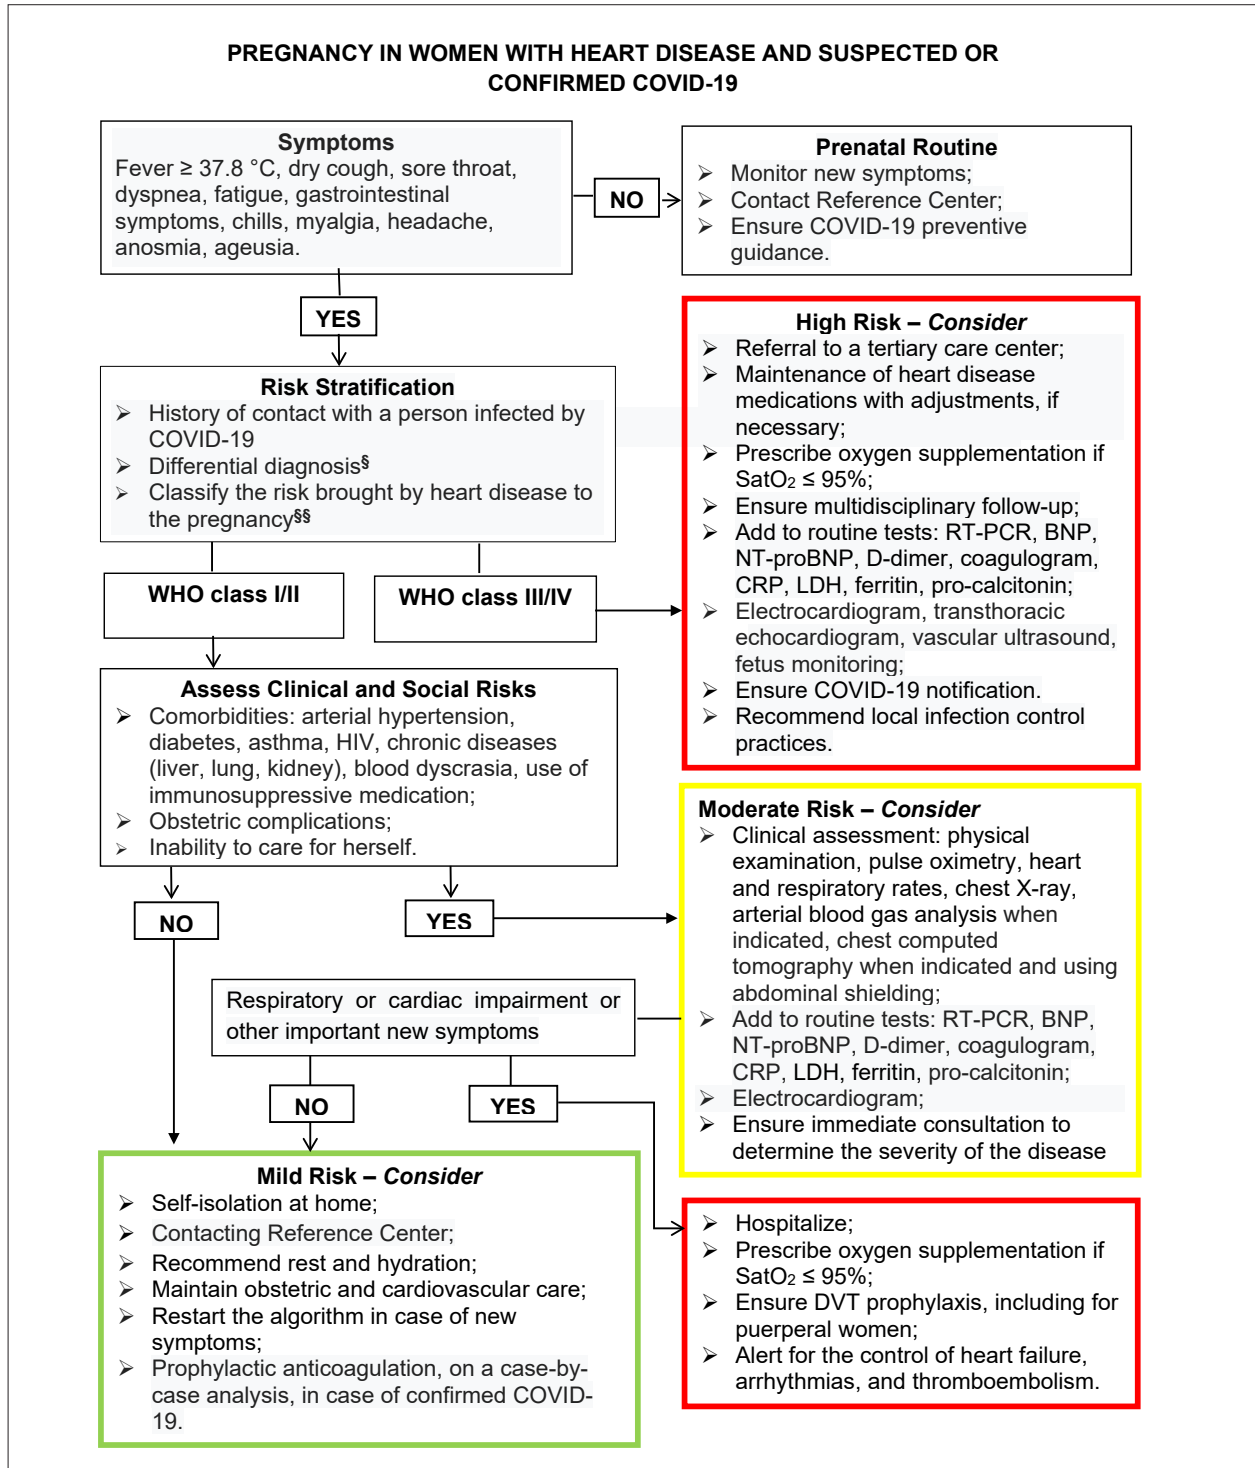 PREGNANCY IN WOMEN WITH HEART DISEASE AND SUSPECTED OR
CONFIRMED COVID-19
Symptoms
Fever ≥ 37.8 °C, dry cough, sore throat,
dyspnea, fatigue, gastrointestinal
symptoms, chills, myalgia, headache,
anosmia, ageusia.
NO
Prenatal Routine
➢ Monitor new symptoms;
➢ Contact Reference Center;
➢ Ensure COVID-19 preventive
guidance.
YES
Risk Stratification
➢ History of contact with a person infected by
COVID-19
➢ Differential diagnosis§
➢ Classify the risk brought by heart disease to
the pregnancy§§
WHO class I/II
WHO class III/IV
High Risk – Consider
➢ Referral to a tertiary care center;
➢ Maintenance of heart disease
medications with adjustments, if
necessary;
➢ Prescribe oxygen supplementation if
SatO₂ ≤ 95%;
➢ Ensure multidisciplinary follow-up;
➢ Add to routine tests: RT-PCR, BNP,
NT-proBNP, D-dimer, coagulogram,
CRP, LDH, ferritin, pro-calcitonin;
➢ Electrocardiogram, transthoracic
echocardiogram, vascular ultrasound,
fetus monitoring;
➢ Ensure COVID-19 notification.
➢ Recommend local infection control
practices.
Assess Clinical and Social Risks
➢ Comorbidities: arterial hypertension,
diabetes, asthma, HIV, chronic diseases
(liver, lung, kidney), blood dyscrasia, use of
immunosuppressive medication;
➢ Obstetric complications;
➢ Inability to care for herself.
NO
YES
Moderate Risk – Consider
➢ Clinical assessment: physical
examination, pulse oximetry, heart
and respiratory rates, chest X-ray,
arterial blood gas analysis when
indicated, chest computed
tomography when indicated and using
abdominal shielding;
➢ Add to routine tests: RT-PCR, BNP,
NT-proBNP, D-dimer, coagulogram,
CRP, LDH, ferritin, pro-calcitonin;
➢ Electrocardiogram;
➢ Ensure immediate consultation to
determine the severity of the disease
Respiratory or cardiac impairment or
other important new symptoms
NO
YES
Mild Risk – Consider
➢ Self-isolation at home;
➢ Contacting Reference Center;
➢ Recommend rest and hydration;
➢ Maintain obstetric and cardiovascular care;
➢ Restart the algorithm in case of new
symptoms;
➢ Prophylactic anticoagulation, on a case-by-
case analysis, in case of confirmed COVID-
19.
➢ Hospitalize;
➢ Prescribe oxygen supplementation if
SatO₂ ≤ 95%;
➢ Ensure DVT prophylaxis, including for
puerperal women;
➢ Alert for the control of heart failure,
arrhythmias, and thromboembolism.